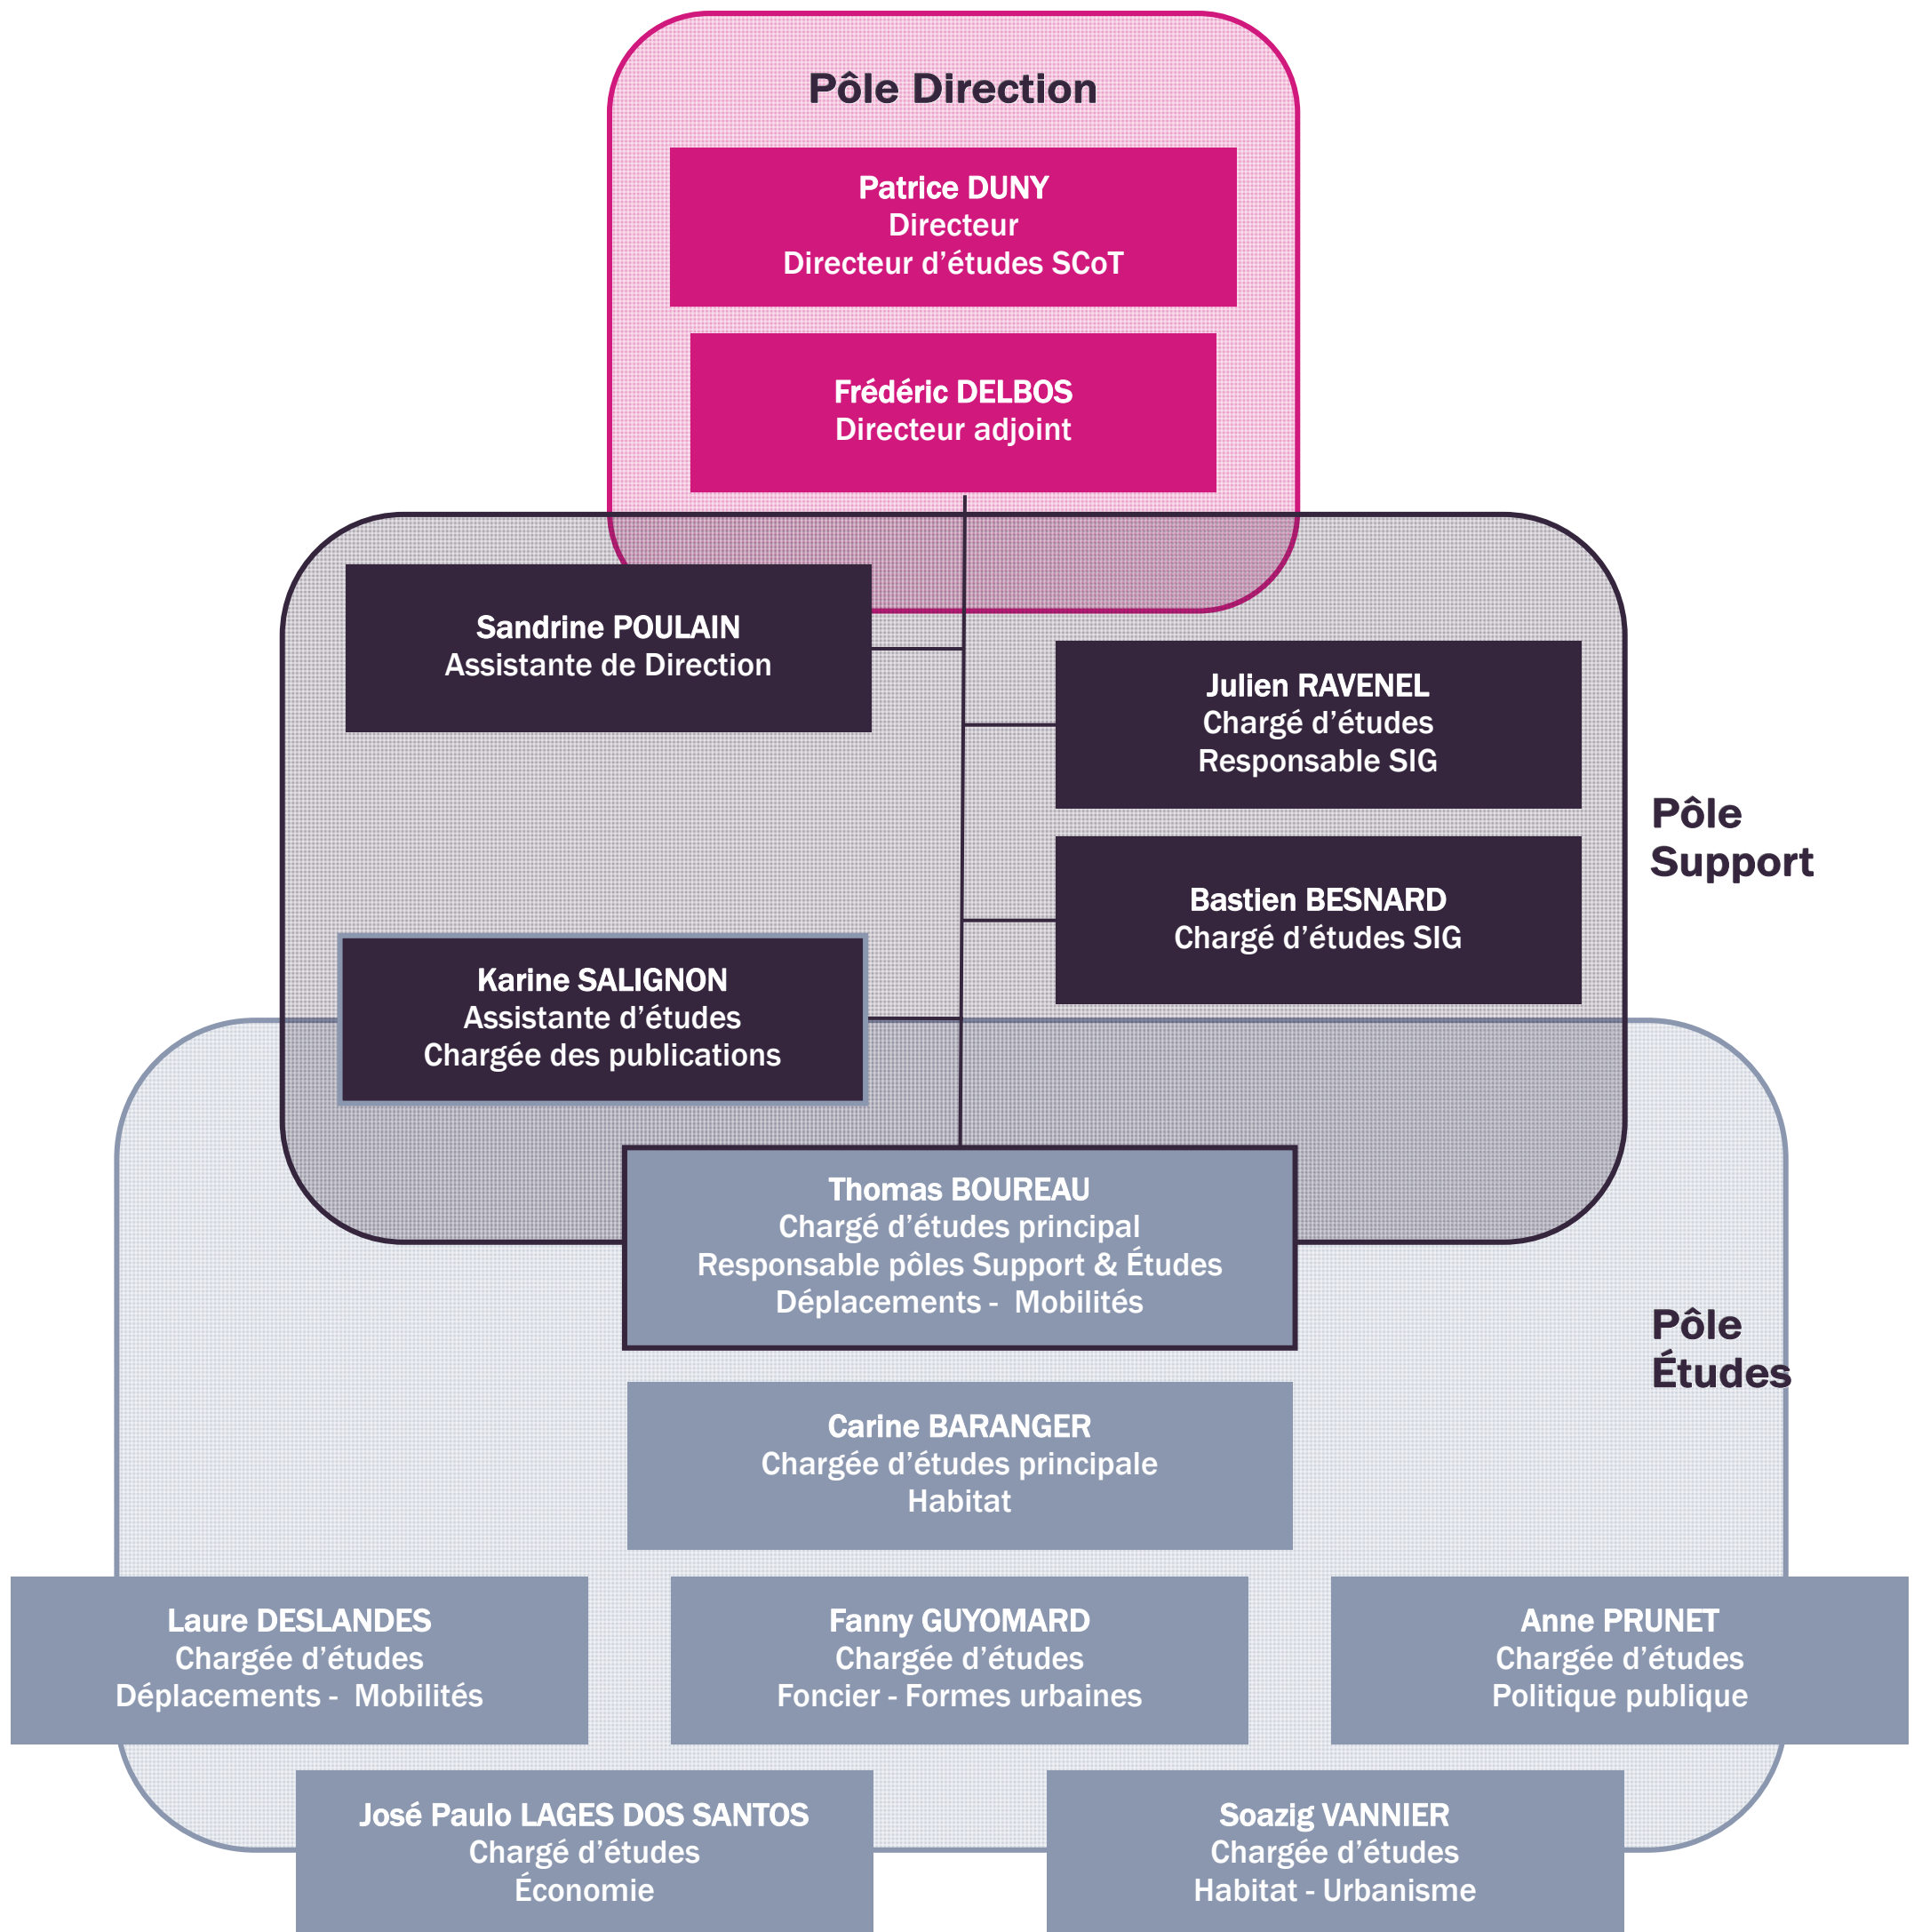 Pôle Direction
Patrice DUNY
Directeur
Directeur d’études SCoT
Frédéric DELBOS
Directeur adjoint
Sandrine POULAIN
Assistante de Direction
Julien RAVENEL
Chargé d’études
Responsable SIG
Pôle
Support
Bastien BESNARD
Chargé d’études SIG
Karine SALIGNON
Assistante d’études
Chargée des publications
Thomas BOUREAU
Chargé d’études principal
Responsable pôles Support & Études
Déplacements - Mobilités
Pôle
Études
Carine BARANGER
Chargée d’études principale
Habitat
Laure DESLANDES
Chargée d’études
Déplacements - Mobilités
Fanny GUYOMARD
Chargée d’études
Foncier - Formes urbaines
Anne PRUNET
Chargée d’études
Politique publique
José Paulo LAGES DOS SANTOS
Chargé d’études
Économie
Soazig VANNIER
Chargée d’études
Habitat - Urbanisme